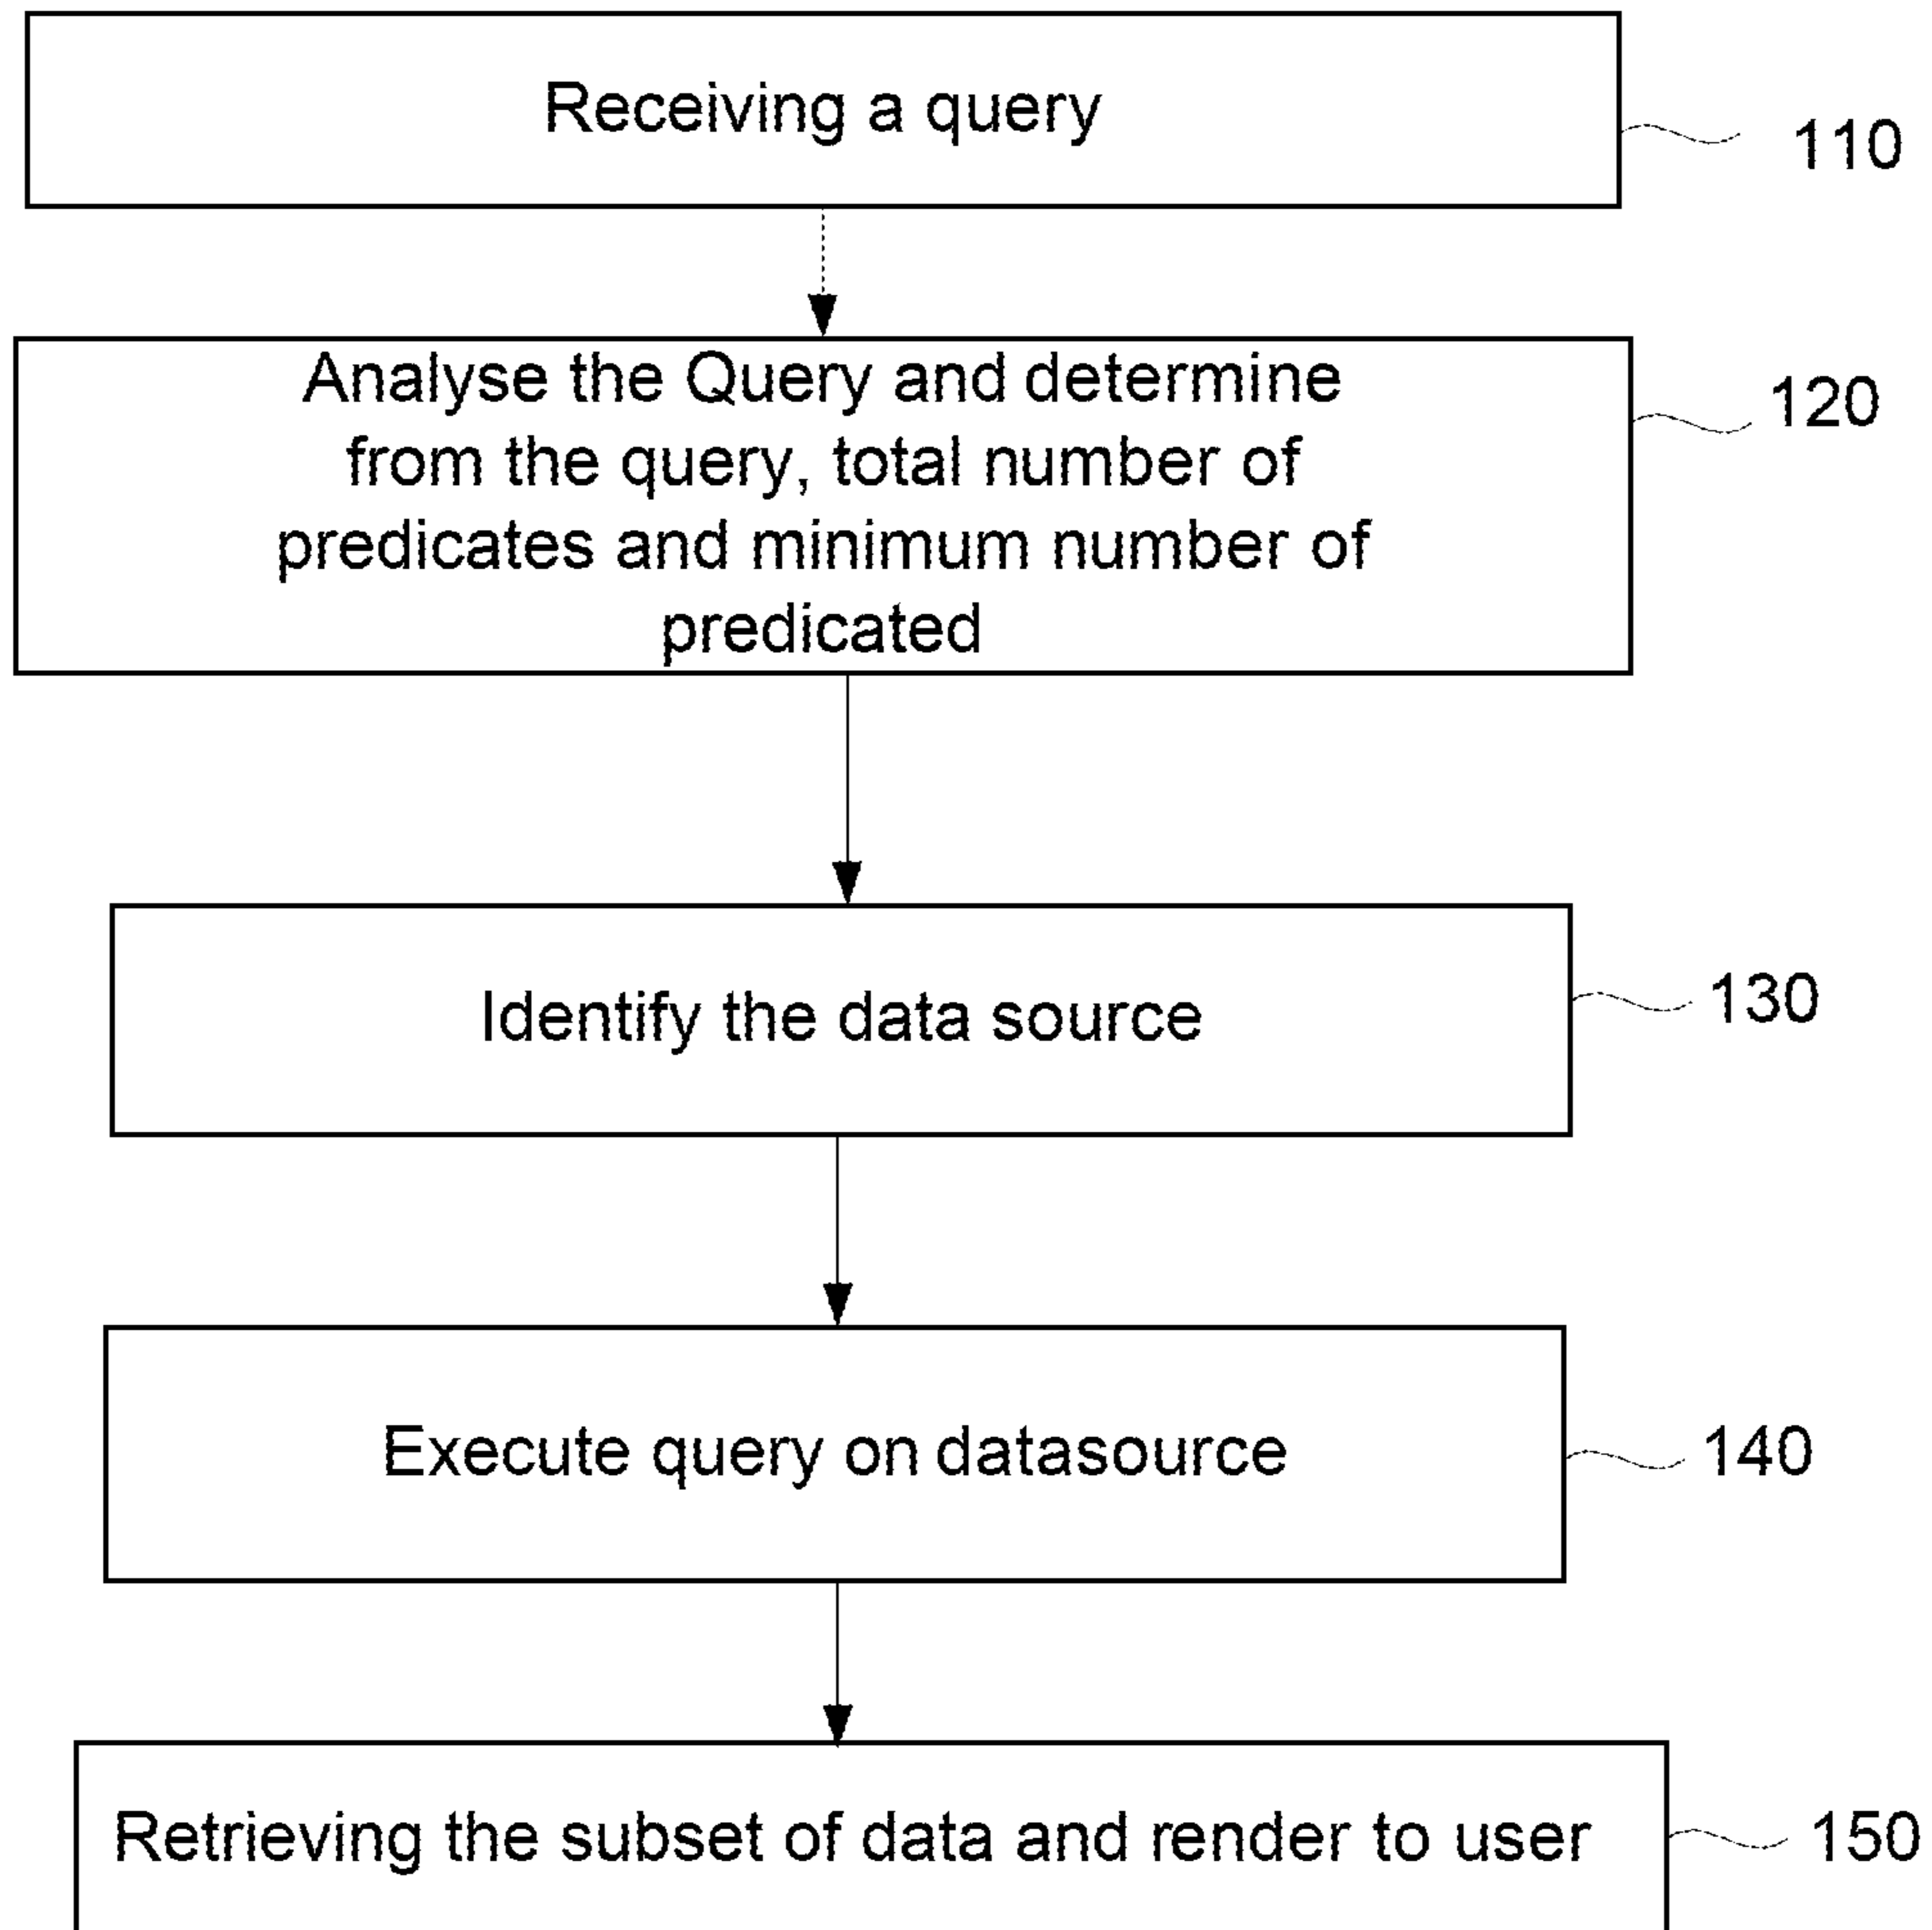 Receiving a query
110
Analyse the Query and determine
from the query, total number of
predicates and minimum number of
predicated
120
Identify the data source
130
Execute query on datasource
140
Retrieving the subset of data and render to user
150